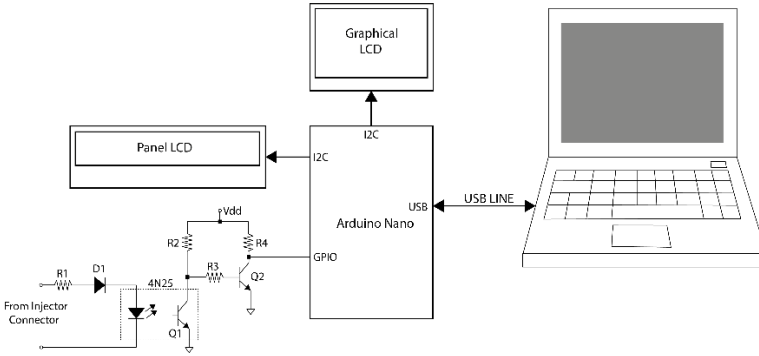 Graphical
LCD
I2C
Panel LCD
I2C
USB
USB LINE
Arduino Nano
Vdd
R2
R4
GPIO
R3
Q2
R1
D1
4N25
From Injector
Connector
Q1